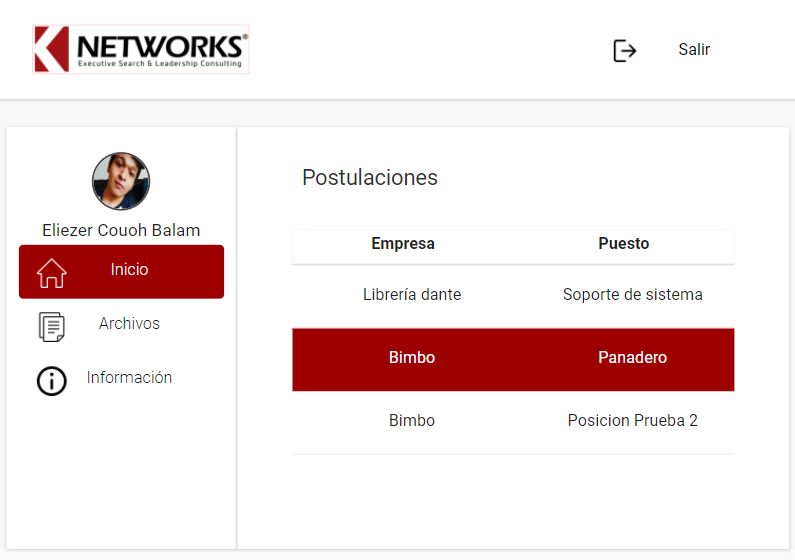 K NETWORKS®
Executive Search & Leadership Consulting
Salir
Eliezer Couoh Balam
Inicio
Archivos
Información
Postulaciones
Empresa Puesto
Librería dante Soporte de sistema
Bimbo Panadero
Bimbo Posicion Prueba 2